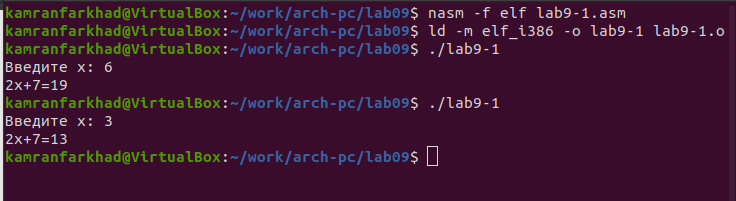 kamranfarkhad@VirtualBox:~/work/arch-pc/lab09$ nasm -f elf lab9-1.asm
kamranfarkhad@VirtualBox:~/work/arch-pc/lab09$ ld -m elf_i386 -o lab9-1 lab9-1.o
kamranfarkhad@VirtualBox:~/work/arch-pc/lab09$ ./lab9-1
Введите x: 6
2x+7=19
kamranfarkhad@VirtualBox:~/work/arch-pc/lab09$ ./lab9-1
Введите x: 3
2x+7=13
kamranfarkhad@VirtualBox:~/work/arch-pc/lab09$